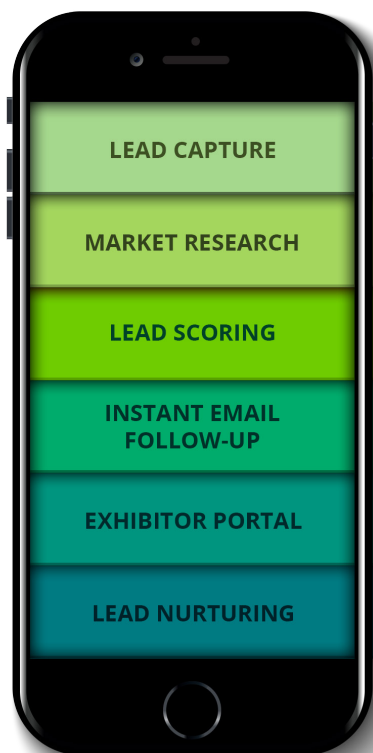 LEAD CAPTURE
MARKET RESEARCH
LEAD SCORING
INSTANT EMAIL
FOLLOW-UP
EXHIBITOR PORTAL
LEAD NURTURING